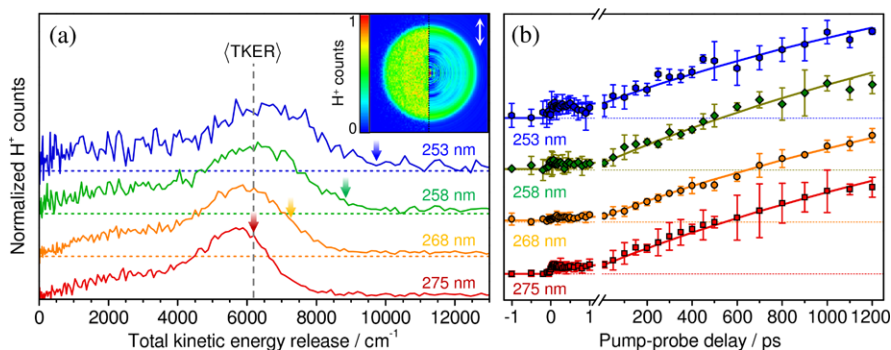 (a)
⟨TKER⟩
1
H⁺ counts
0
253 nm
258 nm
268 nm
275 nm
Normalized H⁺ counts
0 2000 4000 6000 8000 10000 12000
Total kinetic energy release / cm⁻¹
(b)
253 nm
258 nm
268 nm
275 nm
-1 0 1 200 400 600 800 1000 1200
Pump-probe delay / ps